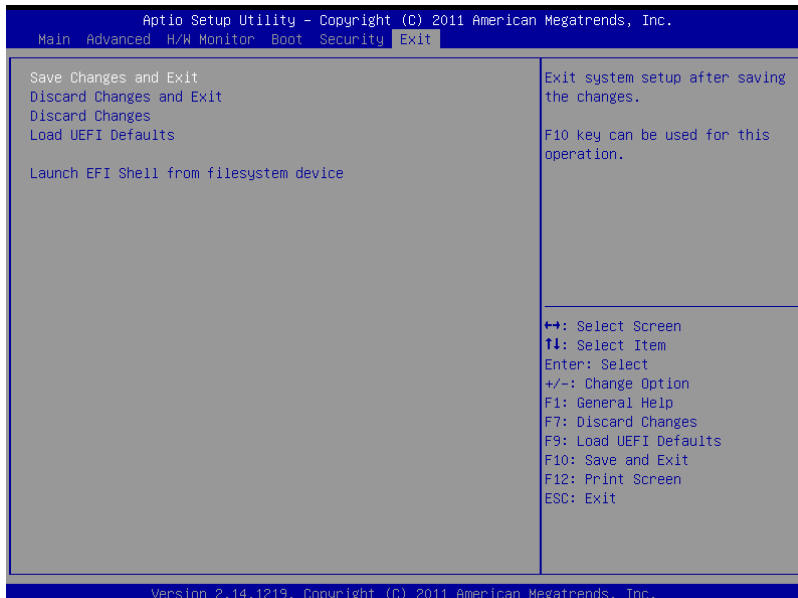 Aptio Setup Utility – Copyright (C) 2011 American Megatrends, Inc.
Main Advanced H/W Monitor Boot Security Exit
Save Changes and Exit
Discard Changes and Exit
Discard Changes
Load UEFI Defaults
Launch EFI Shell from filesystem device
Exit system setup after saving
the changes.
F10 key can be used for this
operation.
↔: Select Screen
↑↓: Select Item
Enter: Select
+/-: Change Option
F1: General Help
F7: Discard Changes
F9: Load UEFI Defaults
F10: Save and Exit
F12: Print Screen
ESC: Exit
Version 2.14.1219. Copyright (C) 2011 American Megatrends, Inc.